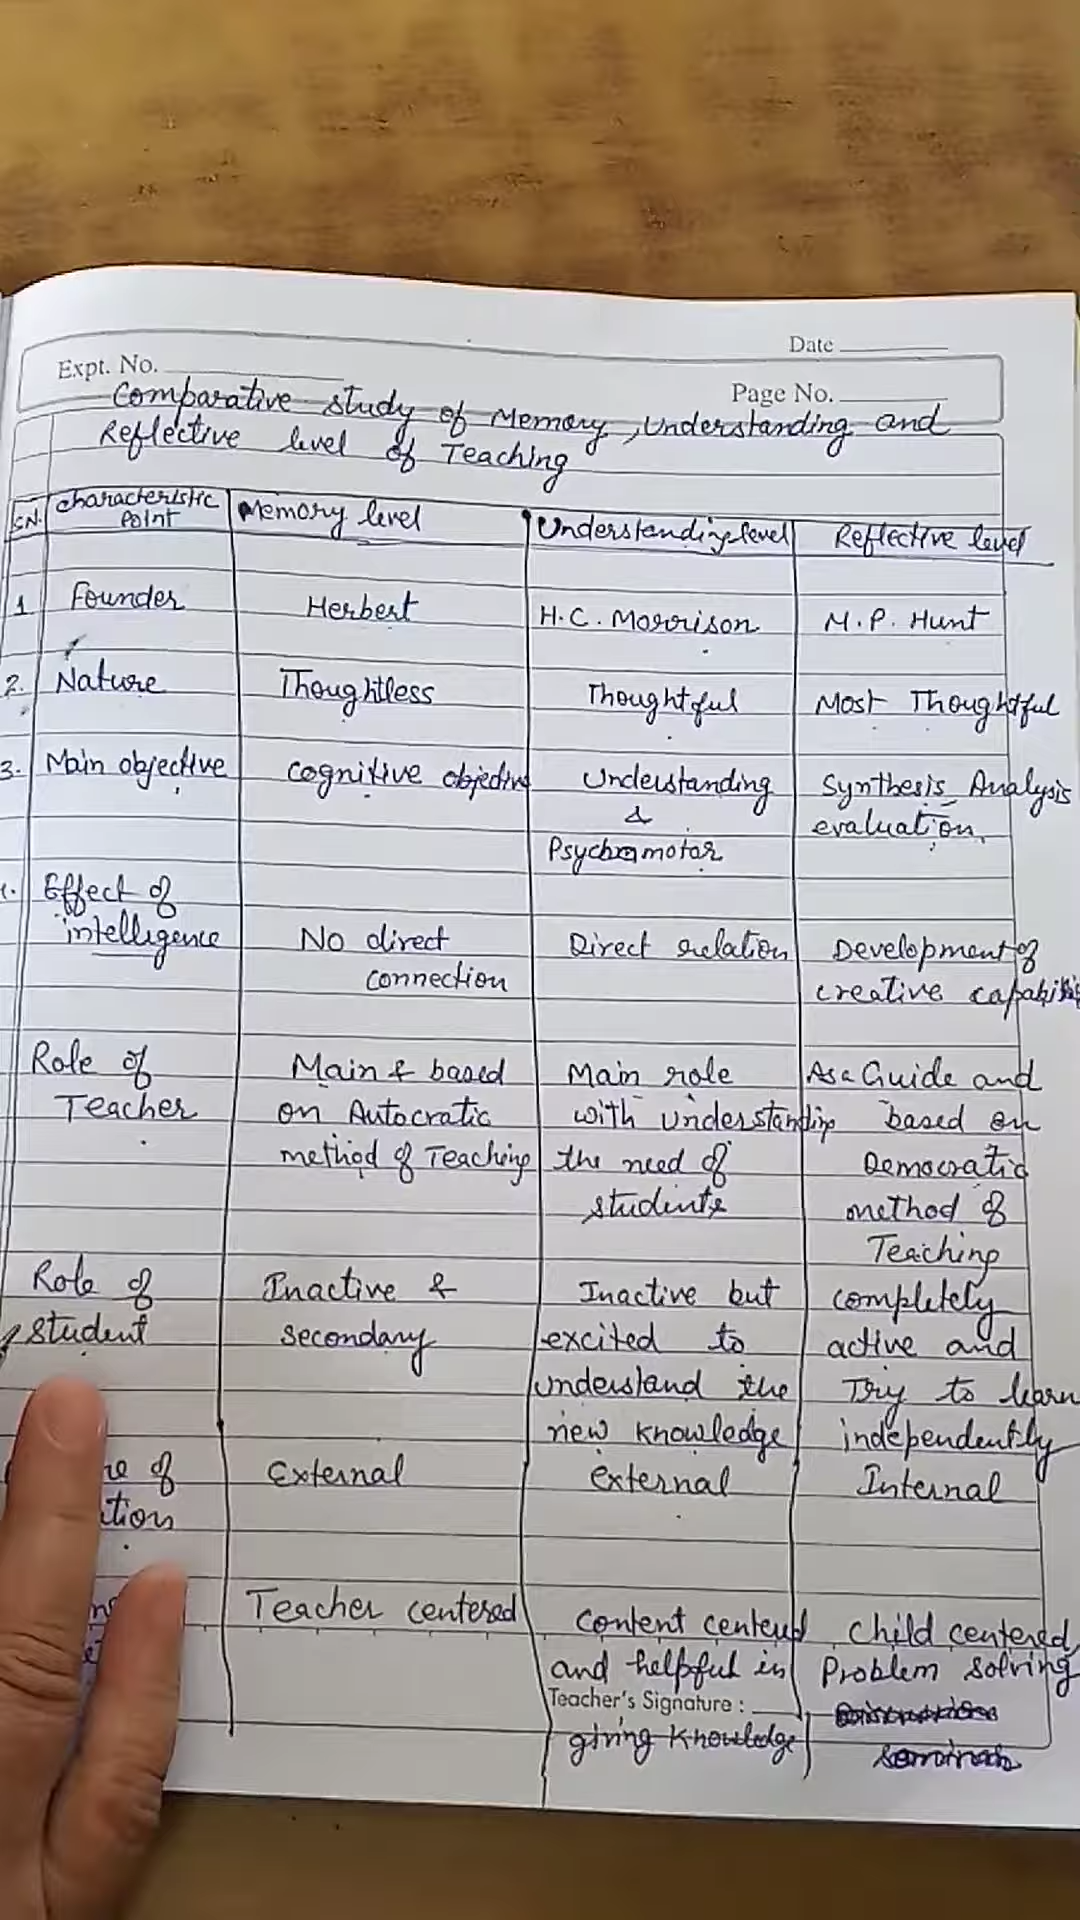 Date
Expt. No.
Page No.
Comparative study of Memory, Understanding and
Reflective level of Teaching
SN. Characteristic Point Memory level Understanding level Reflective level
1 Founder Herbert H.C. Morrison M.P. Hunt
2. Nature Thoughtless Thoughtful Most Thoughtful
3. Main objective Cognitive objective Understanding Synthesis, Analysis
& evaluation.
Psychomotor
Effect of
intelligence No direct Direct relation Development of
connection creative
Role of Main & based Main role As a Guide and
Teacher on Autocratic with understanding based on
method of Teaching the need of Democratic
students method of
Teaching
Role of Inactive & Inactive but completely
student secondary excited to active and
understand the Try to learn
new knowledge independently
of External external Internal
Teacher centered content centered child centered,
and helpful in Problem solving
Teacher's Signature :
giving knowledge